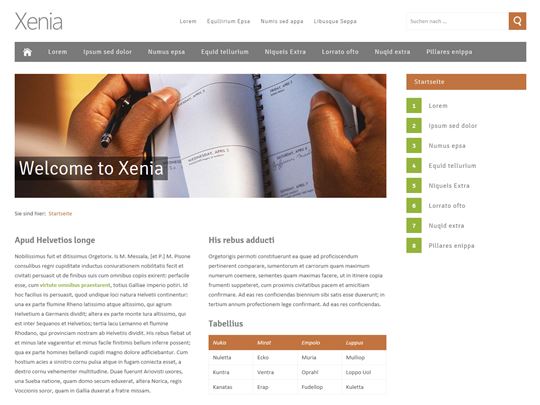 Xenia
Lorem Equilirium Epsa Numis sed appa Libusque Seppa
Suchen nach ...
Lorem Ipsum sed dolor Numus epsa Equid tellurium Niqueis Extra Lorrato ofto Nuqid extra Pillares enippa
Startseite
1 Lorem
2 Ipsum sed dolor
3 Numus epsa
4 Equid tellurium
5 Niqueis Extra
6 Lorrato ofto
7 Nuqid extra
8 Pillares enippa
Welcome to Xenia
Sie sind hier: Startseite
Apud Helvetios longe
Nobilissimus fuit et ditissimus Orgetorix. Is M. Messala, [et P.] M. Pisone
consulibus regni cupiditate inductus coniurationem nobilitatis fecit et
civitati persuasit ut de finibus suis cum omnibus copiis exirent: perfacile
esse, cum virtute omnibus praestarent, totius Galliae imperio potiri. Id
hoc facilius iis persuasit, quod undique loci natura Helvetii continentur:
una ex parte flumine Rheno latissimo atque altissimo, qui agrum
Helvetium a Germanis dividit; altera ex parte monte Iura altissimo, qui
est inter Sequanos et Helvetios; tertia lacu Lemanno et flumine
Rhodano, qui provinciam nostram ab Helvetiis dividit. His rebus fiebat ut
et minus late vagarentur et minus facile finitimis bellum inferre possent;
qua ex parte homines bellandi cupidi magno dolore adficiebantur. Cum
hostium acies a sinistro cornu pulsa atque in fugam coniecta esset, a
dextro cornu vehementer multitudine. Duae fuerunt Ariovisti uxores,
una Sueba natione, quam domo secum eduxerat, altera Norica, regis
Voccionis soror, quam in Gallia duxerat a fratre missam.
His rebus adducti
Orgetorigis permoti constituerunt ea quae ad proficiscendum
pertinerent comparare, iumentorum et carrorum quam maximum
numerum coemere, sementes quam maximas facere, ut in itinere copia
frumenti suppeteret, cum proximis civitatibus pacem et amicitiam
confirmare. Ad eas res conficiendas biennium sibi satis esse duxerunt; in
tertium annum profectionem lege confirmant. Ad eas res conficiendas.
Tabellius
Nukia Mirat Empolo Luppus
Nuletta Ecko Muria Mulliop
Kuntra Ventra Oprahl Loppo Uol
Kanatas Erap Fudellop Kuletta